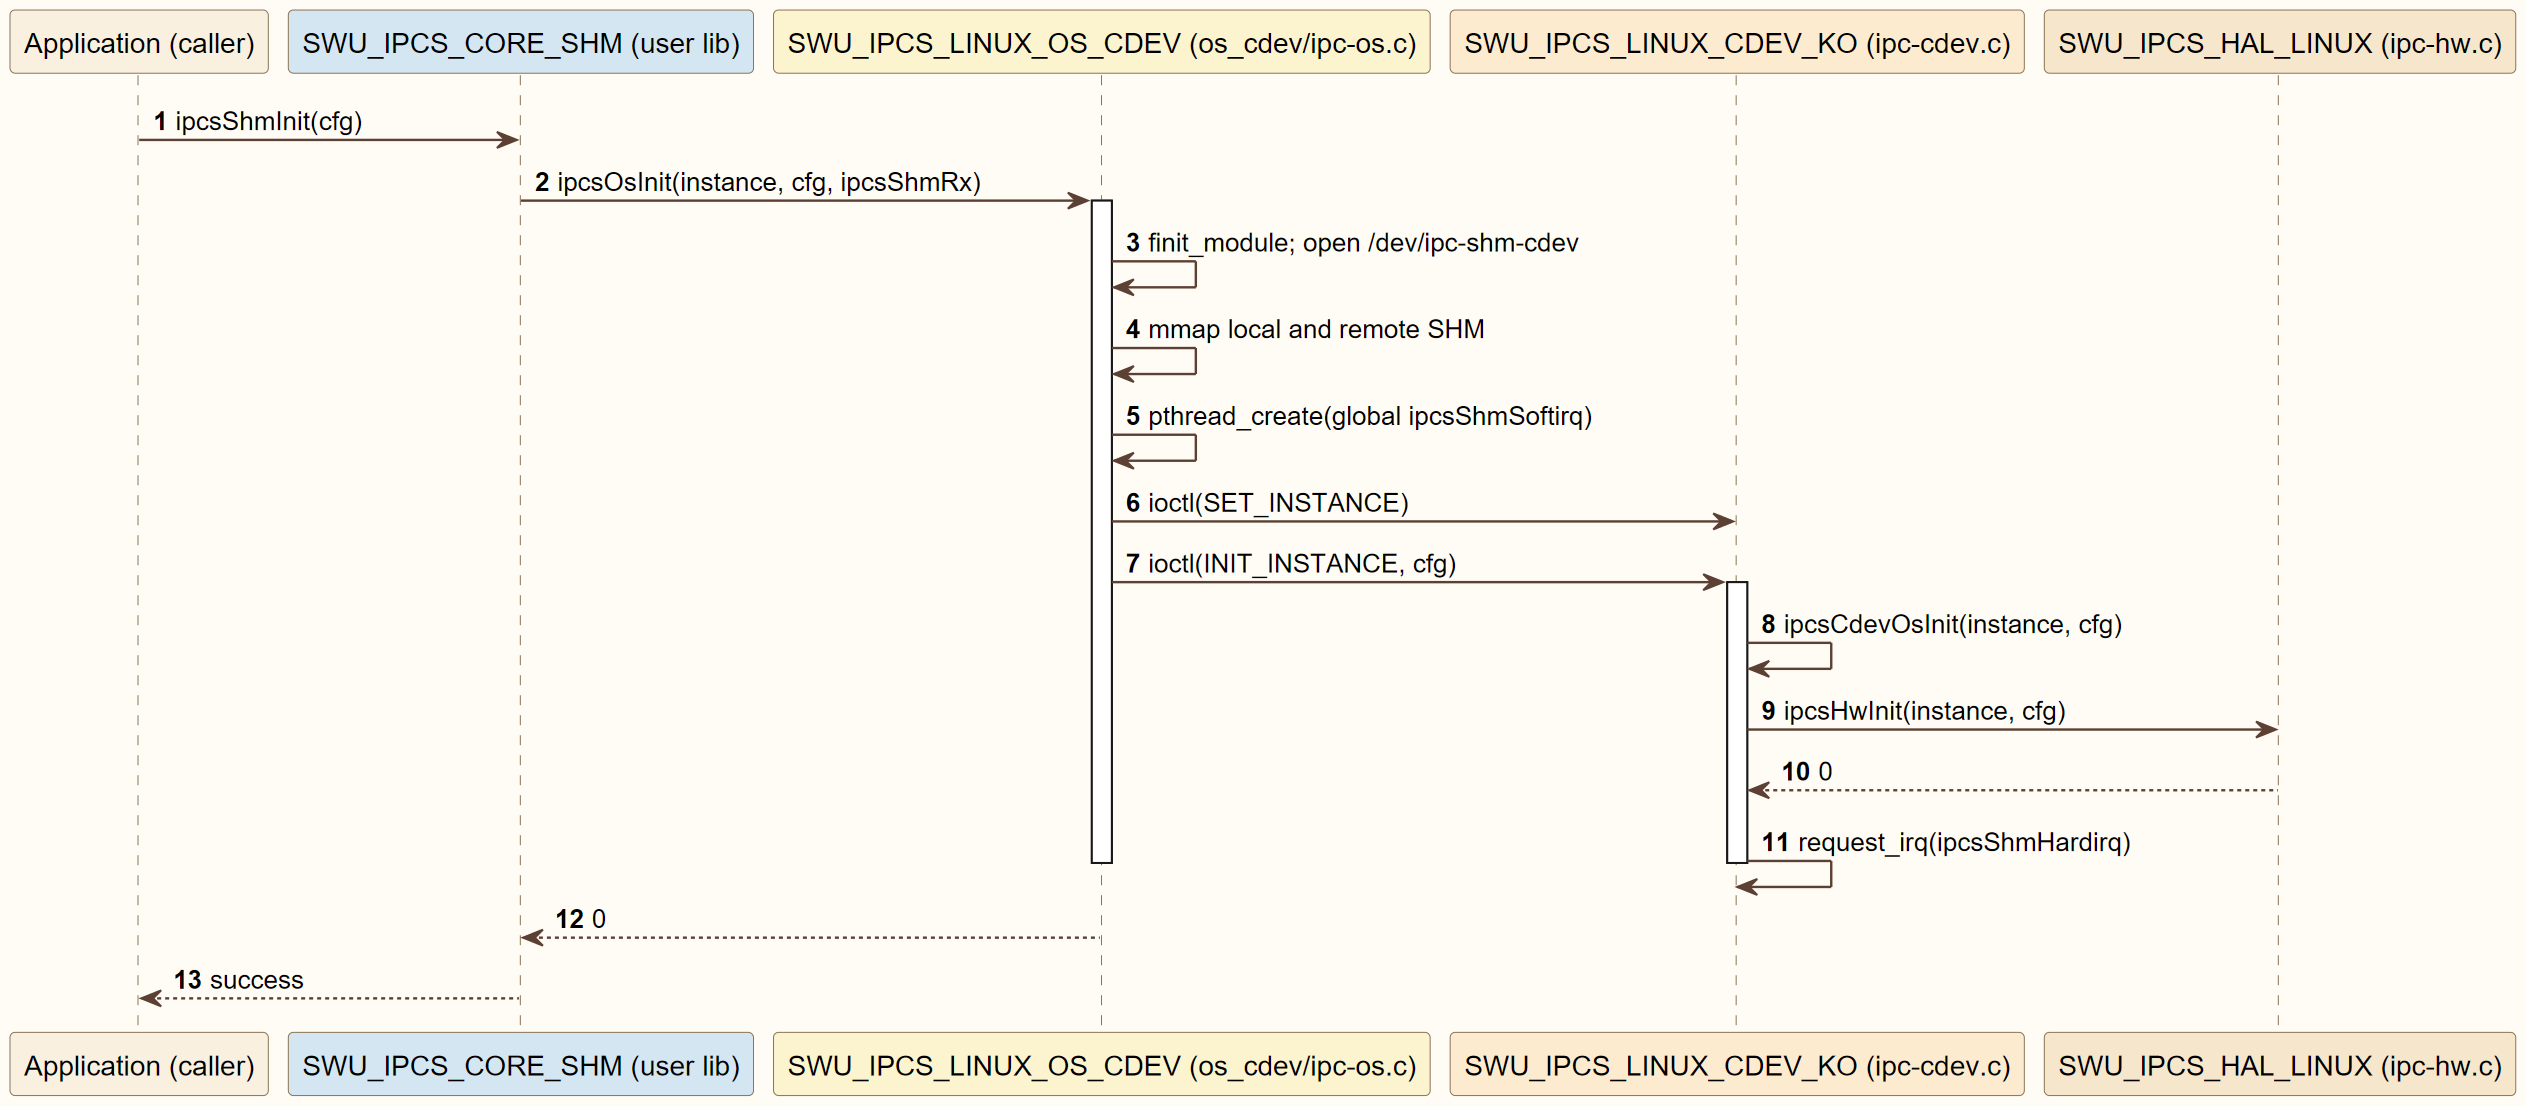 Application (caller)
SWU_IPCS_CORE_SHM (user lib)
SWU_IPCS_LINUX_OS_CDEV (os_cdev/ipc-os.c)
SWU_IPCS_LINUX_CDEV_KO (ipc-cdev.c)
SWU_IPCS_HAL_LINUX (ipc-hw.c)
1 ipcsShmInit(cfg)
2 ipcsOsInit(instance, cfg, ipcsShmRx)
3 finit_module; open /dev/ipc-shm-cdev
4 mmap local and remote SHM
5 pthread_create(global ipcsShmSoftirq)
6 ioctl(SET_INSTANCE)
7 ioctl(INIT_INSTANCE, cfg)
8 ipcsCdevOsInit(instance, cfg)
9 ipcsHwInit(instance, cfg)
10 0
11 request_irq(ipcsShmHardirq)
12 0
13 success
Application (caller)
SWU_IPCS_CORE_SHM (user lib)
SWU_IPCS_LINUX_OS_CDEV (os_cdev/ipc-os.c)
SWU_IPCS_LINUX_CDEV_KO (ipc-cdev.c)
SWU_IPCS_HAL_LINUX (ipc-hw.c)